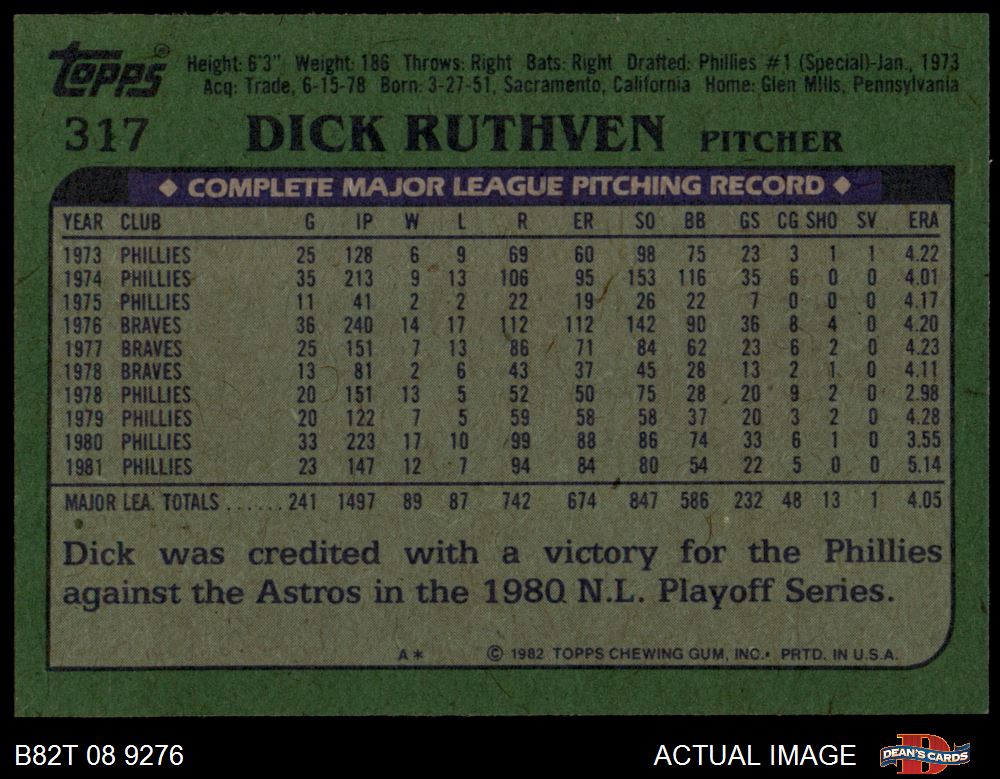 Topps® Height: 6'3" Weight: 186 Throws: Right Bats: Right Drafted: Phillies #1 (Special)-Jan., 1973
Acq: Trade, 6-15-78 Born: 3-27-51, Sacramento, California Home: Glen Mills, Pennsylvania
317 DICK RUTHVEN PITCHER
◆ COMPLETE MAJOR LEAGUE PITCHING RECORD ◆
YEAR CLUB G IP W L R ER SO BB GS CG SHO SV ERA
1973 PHILLIES 25 128 6 9 69 60 98 75 23 3 1 1 4.22
1974 PHILLIES 35 213 9 13 106 95 153 116 35 6 0 0 4.01
1975 PHILLIES 11 41 2 2 22 19 26 22 7 0 0 0 4.17
1976 BRAVES 36 240 14 17 112 112 142 90 36 8 4 0 4.20
1977 BRAVES 25 151 7 13 86 71 84 62 23 6 2 0 4.23
1978 BRAVES 13 81 2 6 43 37 45 28 13 2 1 0 4.11
1978 PHILLIES 20 151 13 5 52 50 75 28 20 9 2 0 2.98
1979 PHILLIES 20 122 7 5 59 58 58 37 20 3 2 0 4.28
1980 PHILLIES 33 223 17 10 99 88 86 74 33 6 1 0 3.55
1981 PHILLIES 23 147 12 7 94 84 80 54 22 5 0 0 5.14
MAJOR LEA. TOTALS ...... 241 1497 89 87 742 674 847 586 232 48 13 1 4.05
Dick was credited with a victory for the Phillies
against the Astros in the 1980 N.L. Playoff Series.
A* © 1982 TOPPS CHEWING GUM, INC. • PRTD. IN U.S.A.
B82T 08 9276 ACTUAL IMAGE DEAN'S CARDS